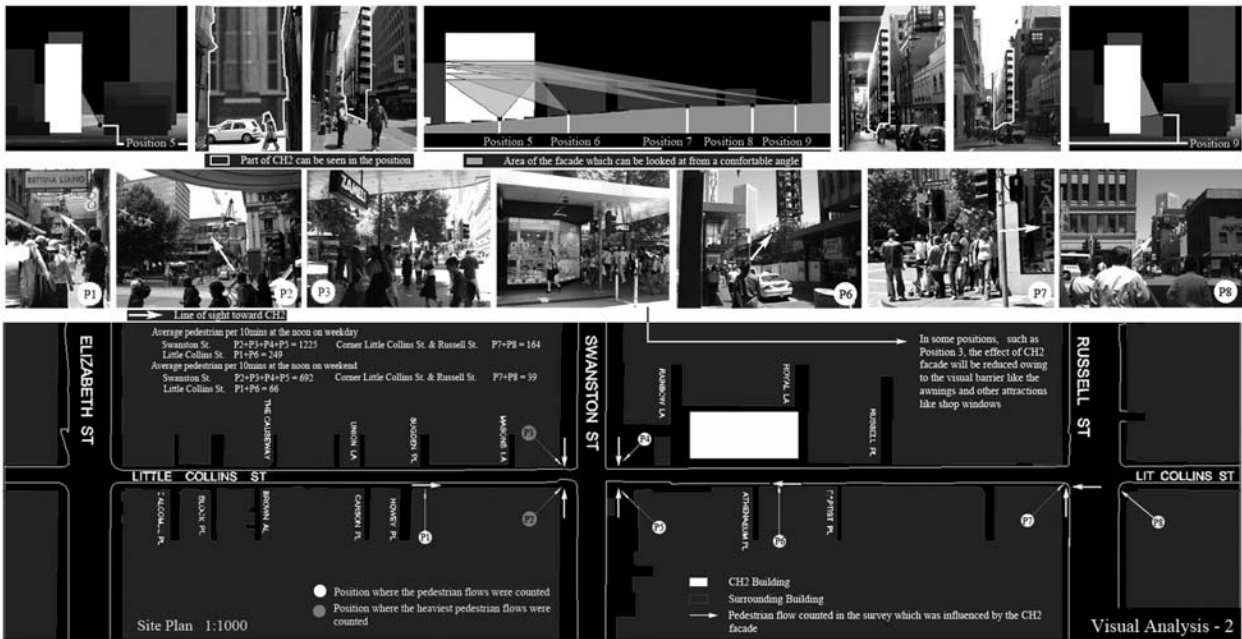 Position 5
Position 5
Position 6
Position 7
Position 8
Position 9
Position 9
Part of CH2 can be seen in the position
Area of the facade which can be looked at from a comfortable angle
BETTINA LIANO
ZAMEL
P1
P2
P3
P6
P7
P8
Line of sight toward CH2
Average pedestrian per 10mins at the noon on weekday
Swanston St. P2+P3+P4+P5 = 1225 Corner Little Collins St. & Russell St. P7+P8 = 164
Little Collins St. P1+P6 = 249
Average pedestrian per 10mins at the noon on weekend
Swanston St. P2+P3+P4+P5 = 692 Corner Little Collins St. & Russell St. P7+P8 = 39
Little Collins St. P1+P6 = 66
In some positions, such as
Position 3, the effect of CH2
facade will be reduced owing
to the visual barrier like the
awnings and other attractions
like shop windows
ELIZABETH ST
SWANSTON ST
RUSSELL ST
THE CAUSEWAY
UNION LA
BUGDEN PL
MASONS LA
RAINBOW LA
ROYAL LA
RUSSELL PL
P3
P4
LITTLE COLLINS ST
LIT COLLINS ST
BLOCK PL
BROWN AL
CARSON PL
HOWEY PL
P1
P2
P5
ATHENAEUM PL
P6
P7
P8
Position where the pedestrian flows were counted
Position where the heaviest pedestrian flows were
counted
CH2 Building
Surrounding Building
Pedestrian flow counted in the survey which was influenced by the CH2
facade
Site Plan 1:1000
Visual Analysis - 2